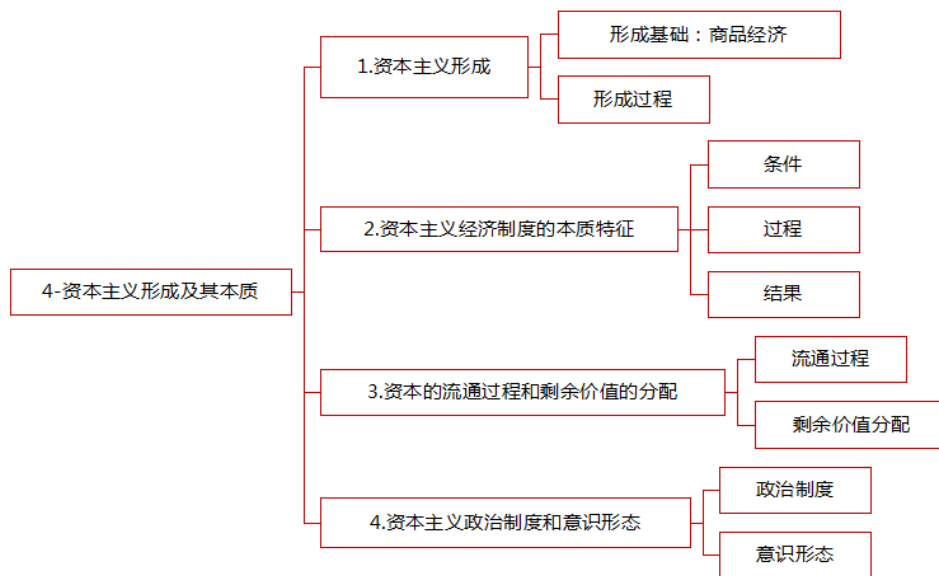 4-资本主义形成及其本质
1.资本主义形成
形成基础：商品经济
形成过程
2.资本主义经济制度的本质特征
条件
过程
结果
3.资本的流通过程和剩余价值的分配
流通过程
剩余价值分配
4.资本主义政治制度和意识形态
政治制度
意识形态